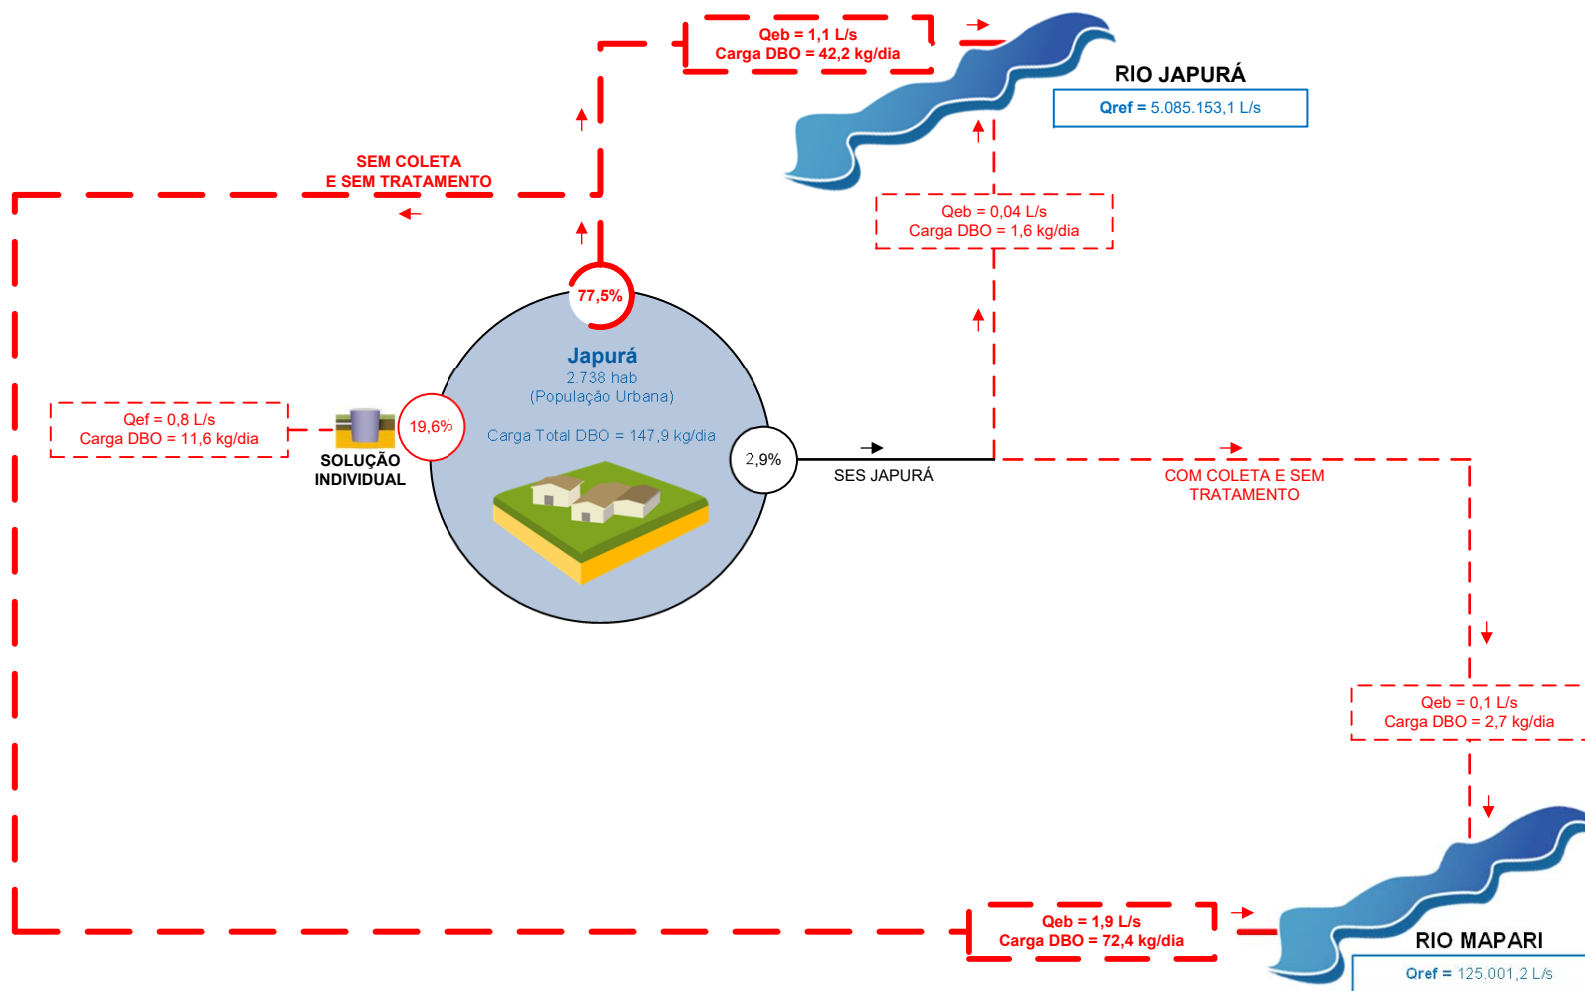 Qeb = 1,1 L/s
Carga DBO = 42,2 kg/dia
RIO JAPURÁ
Qref = 5.085.153,1 L/s
SEM COLETA
E SEM TRATAMENTO
Qeb = 0,04 L/s
Carga DBO = 1,6 kg/dia
77,5%
Japurá
2.738 hab
(População Urbana)
Carga Total DBO = 147,9 kg/dia
Qef = 0,8 L/s
Carga DBO = 11,6 kg/dia
19,6%
SOLUÇÃO
INDIVIDUAL
2,9%
SES JAPURÁ
COM COLETA E SEM
TRATAMENTO
Qeb = 0,1 L/s
Carga DBO = 2,7 kg/dia
Qeb = 1,9 L/s
Carga DBO = 72,4 kg/dia
RIO MAPARI
Qref = 125.001,2 L/s